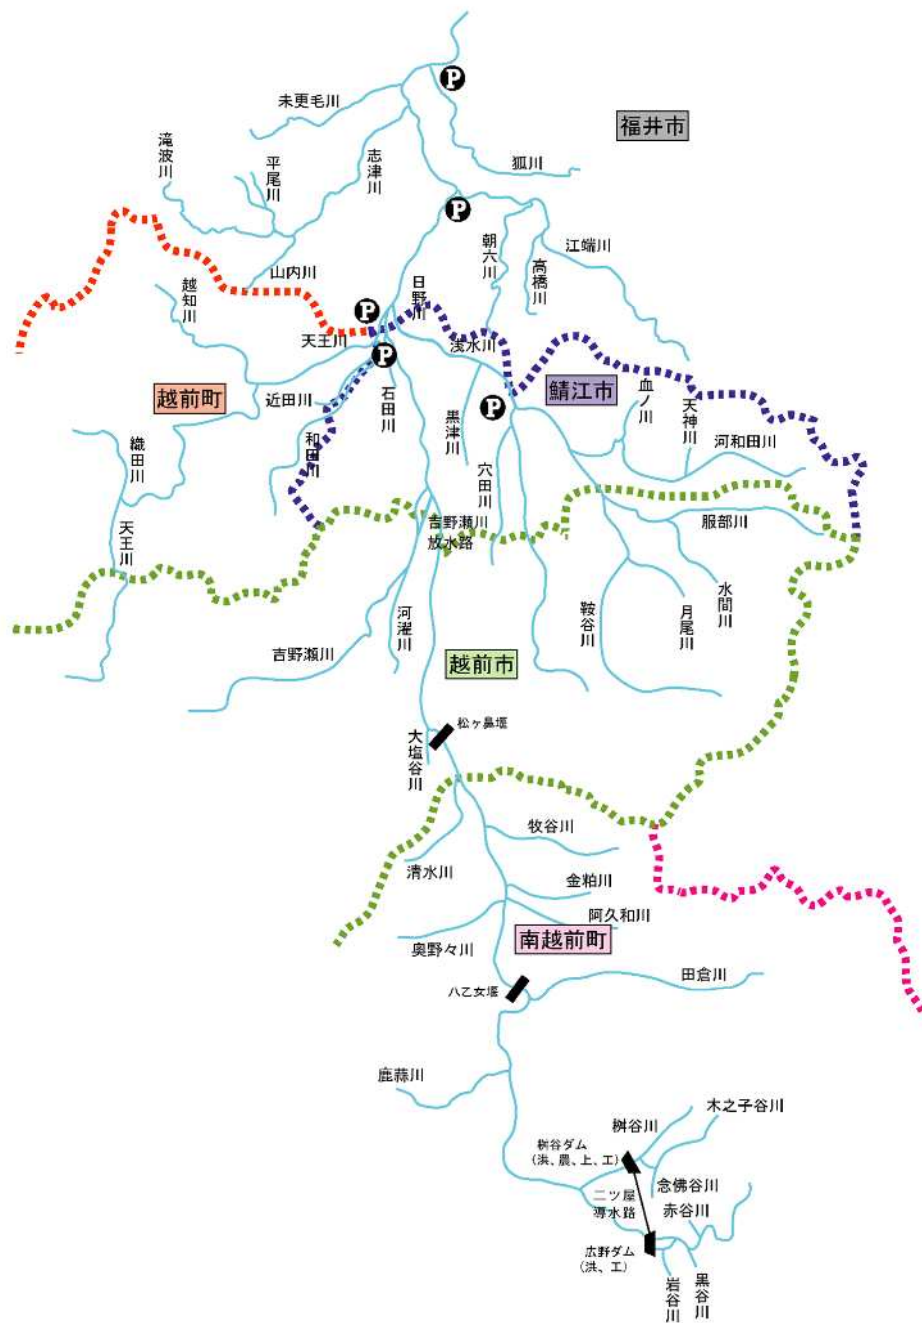 P
未更毛川
福井市
滝波川
平尾川
志津川
狐川
P
朝六川
高橋川
江端川
山内川
越知川
日野川
P
天王川
浅水川
P
越前町
近田川
石田川
黒津川
P
鯖江市
血ノ川
天神川
河和田川
織田川
和田川
穴田川
天王川
吉野瀬川
放水路
服部川
河濯川
鞍谷川
月尾川
水間川
吉野瀬川
越前市
松ヶ鼻堰
大塩谷川
牧谷川
清水川
金粕川
阿久和川
奥野々川
南越前町
八乙女堰
田倉川
鹿蒜川
木之子谷川
桝谷川
桝谷ダム
(洪、農、上、工)
念佛谷川
二ツ屋
導水路
赤谷川
広野ダム
(洪、工)
岩谷川
黒谷川